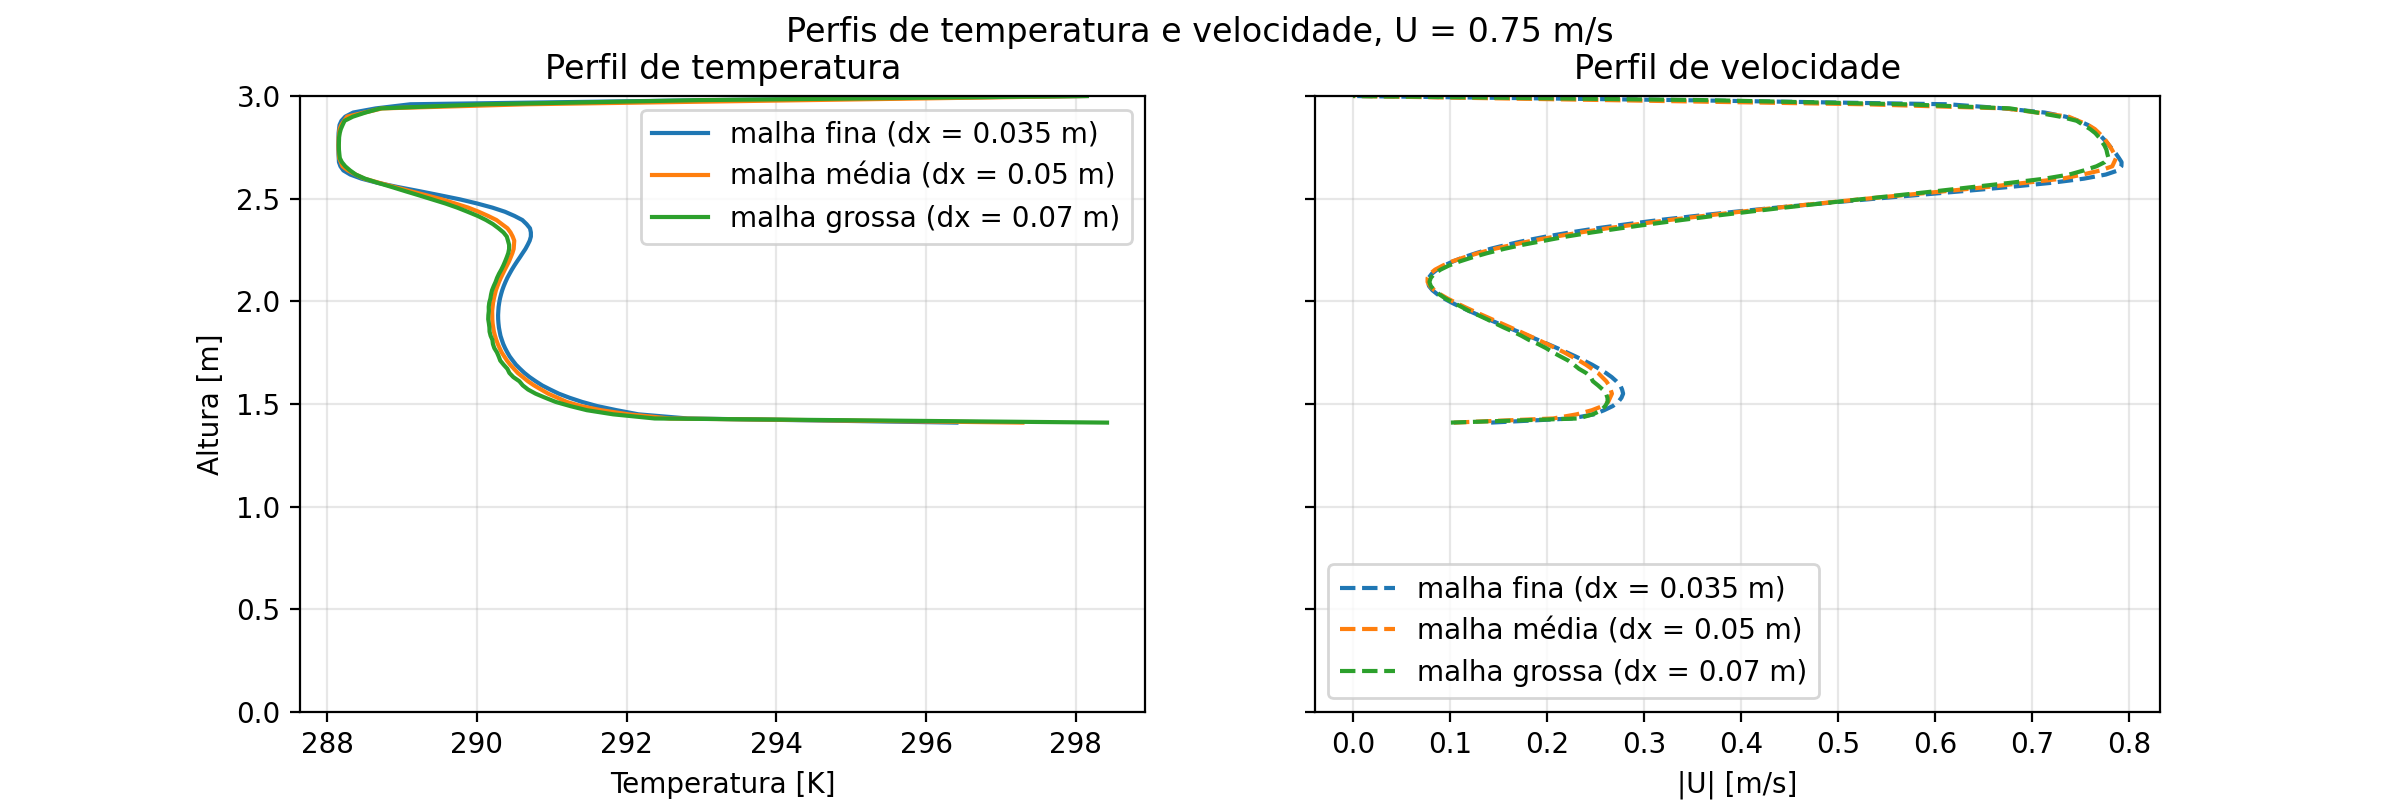 Perfis de temperatura e velocidade, U = 0.75 m/s
Perfil de temperatura
3.0
2.5
2.0
1.5
1.0
0.5
0.0
Altura [m]
malha fina (dx = 0.035 m)
malha média (dx = 0.05 m)
malha grossa (dx = 0.07 m)
288 290 292 294 296 298
Temperatura [K]
Perfil de velocidade
malha fina (dx = 0.035 m)
malha média (dx = 0.05 m)
malha grossa (dx = 0.07 m)
0.0 0.1 0.2 0.3 0.4 0.5 0.6 0.7 0.8
|U| [m/s]